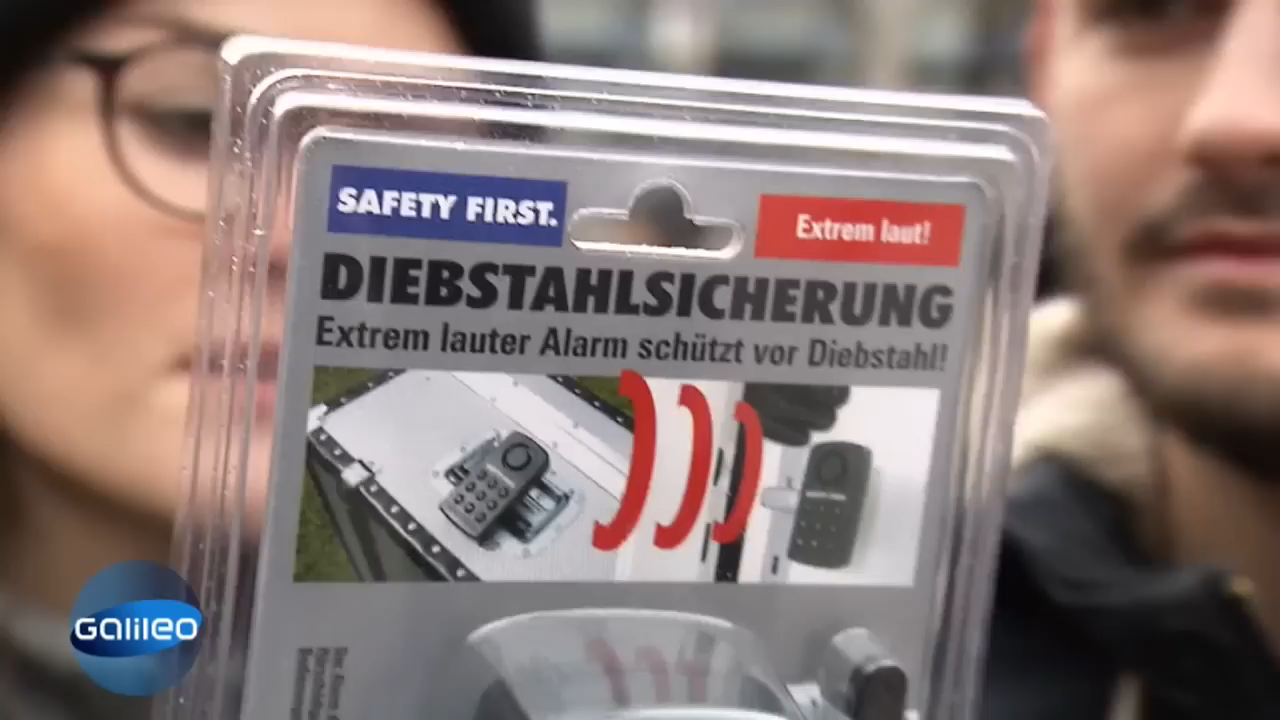 SAFETY FIRST.
Extrem laut!
DIEBSTAHLSICHERUNG
Extrem lauter Alarm schützt vor Diebstahl!
GALILEO